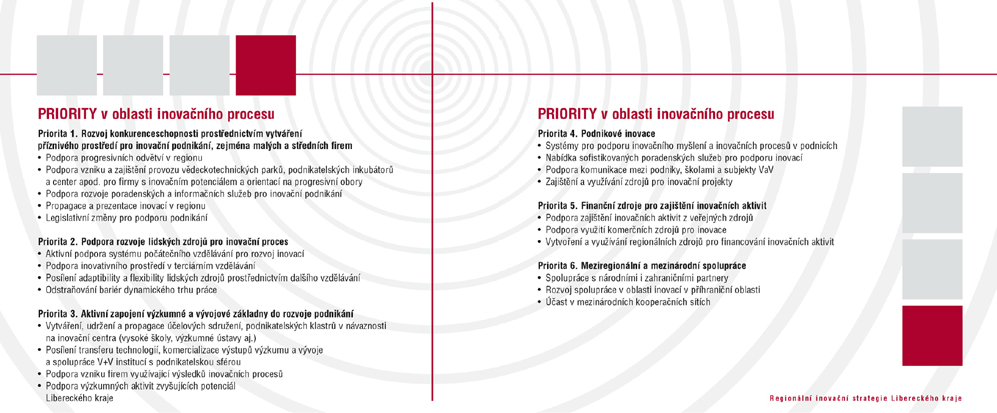 PRIORITY v oblasti inovačního procesu
Priorita 1. Rozvoj konkurenceschopnosti prostřednictvím vytváření
příznivého prostředí pro inovační podnikání, zejména malých a středních firem
• Podpora progresivních odvětví v regionu
• Podpora vzniku a zajištění provozu vědeckotechnických parků, podnikatelských inkubátorů
a center apod. pro firmy s inovačním potenciálem a orientací na progresivní obory
• Podpora rozvoje poradenských a informačních služeb pro inovační podnikání
• Propagace a prezentace inovací v regionu
• Legislativní změny pro podporu podnikání
Priorita 2. Podpora rozvoje lidských zdrojů pro inovační proces
• Aktivní podpora systému počátečního vzdělávání pro rozvoj inovací
• Podpora inovativního prostředí v terciárním vzdělávání
• Posílení adaptibility a flexibility lidských zdrojů prostřednictvím dalšího vzdělávání
• Odstraňování bariér dynamického trhu práce
Priorita 3. Aktivní zapojení výzkumné a vývojové základny do rozvoje podnikání
• Vytváření, udržení a propagace účelových sdružení, podnikatelských klastrů v návaznosti
na inovační centra (vysoké školy, výzkumné ústavy aj.)
• Posílení transferu technologií, komercializace výstupů výzkumu a vývoje
a spolupráce V+V institucí s podnikatelskou sférou
• Podpora vzniku firem využívající výsledků inovačních procesů
• Podpora výzkumných aktivit zvyšujících potenciál
Libereckého kraje
PRIORITY v oblasti inovačního procesu
Priorita 4. Podnikové inovace
• Systémy pro podporu inovačního myšlení a inovačních procesů v podnicích
• Nabídka sofistikovaných poradenských služeb pro podporu inovací
• Podpora komunikace mezi podniky, školami a subjekty VaV
• Zajištění a využívání zdrojů pro inovační projekty
Priorita 5. Finanční zdroje pro zajištění inovačních aktivit
• Podpora zajištění inovačních aktivit z veřejných zdrojů
• Podpora využití komerčních zdrojů pro inovace
• Vytvoření a využívání regionálních zdrojů pro financování inovačních aktivit
Priorita 6. Meziregionální a mezinárodní spolupráce
• Spolupráce s národními i zahraničními partnery
• Rozvoj spolupráce v oblasti inovací v příhraniční oblasti
• Účast v mezinárodních kooperačních sítích
Regionální inovační strategie Libereckého kraje